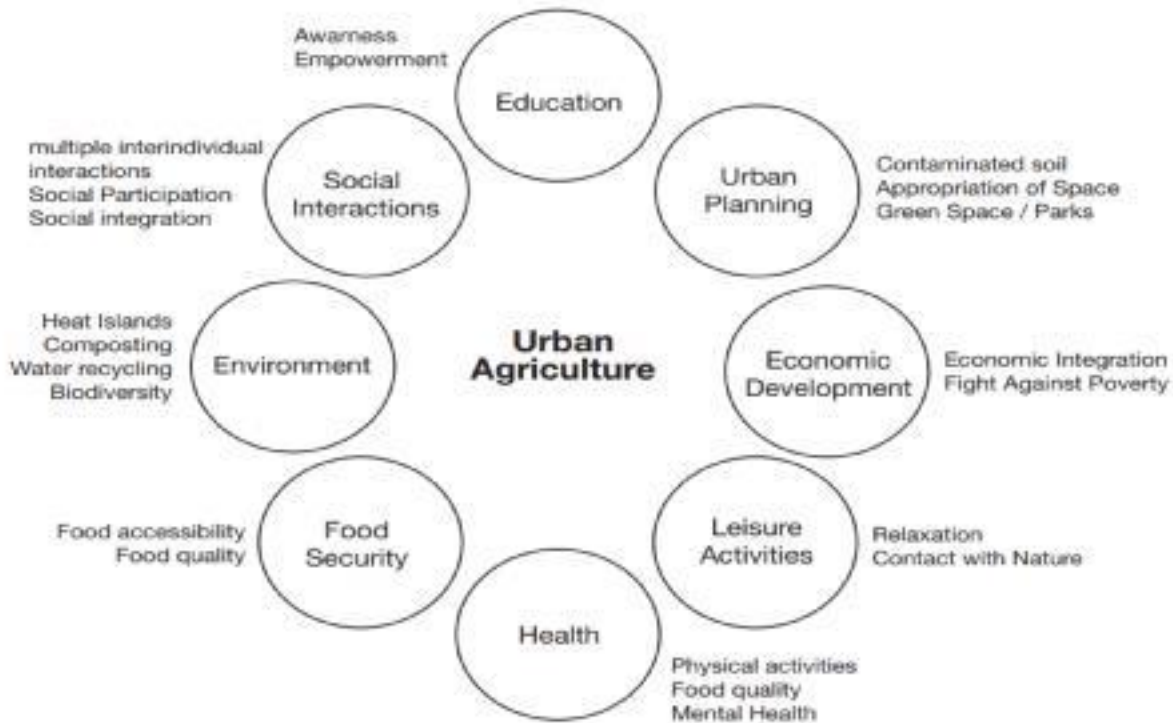 Awarness
Empowerment
Education
multiple interindividual
interactions
Social Participation
Social integration
Social
Interactions
Urban
Planning
Contaminated soil
Appropriation of Space
Green Space / Parks
Heat Islands
Composting
Water recycling
Biodiversity
Environment
Urban
Agriculture
Economic
Development
Economic Integration
Fight Against Poverty
Food accessibility
Food quality
Food
Security
Leisure
Activities
Relaxation
Contact with Nature
Health
Physical activities
Food quality
Mental Health